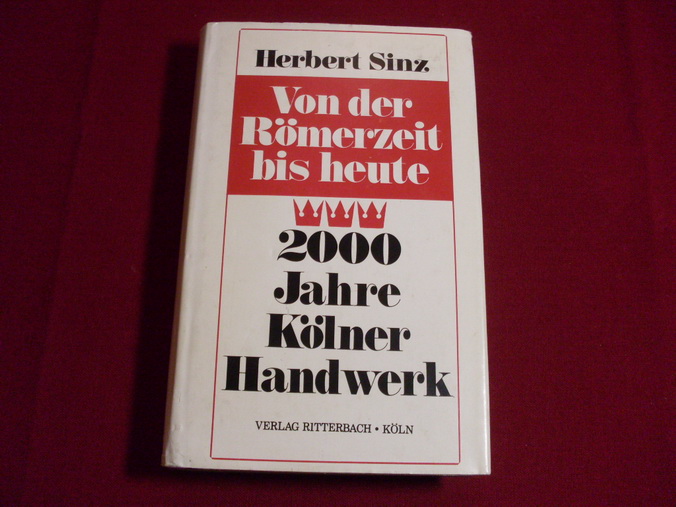 Herbert Sinz
Von der
Römerzeit
bis heute
2000
Jahre
Kölner
Handwerk
VERLAG RITTERBACH • KÖLN